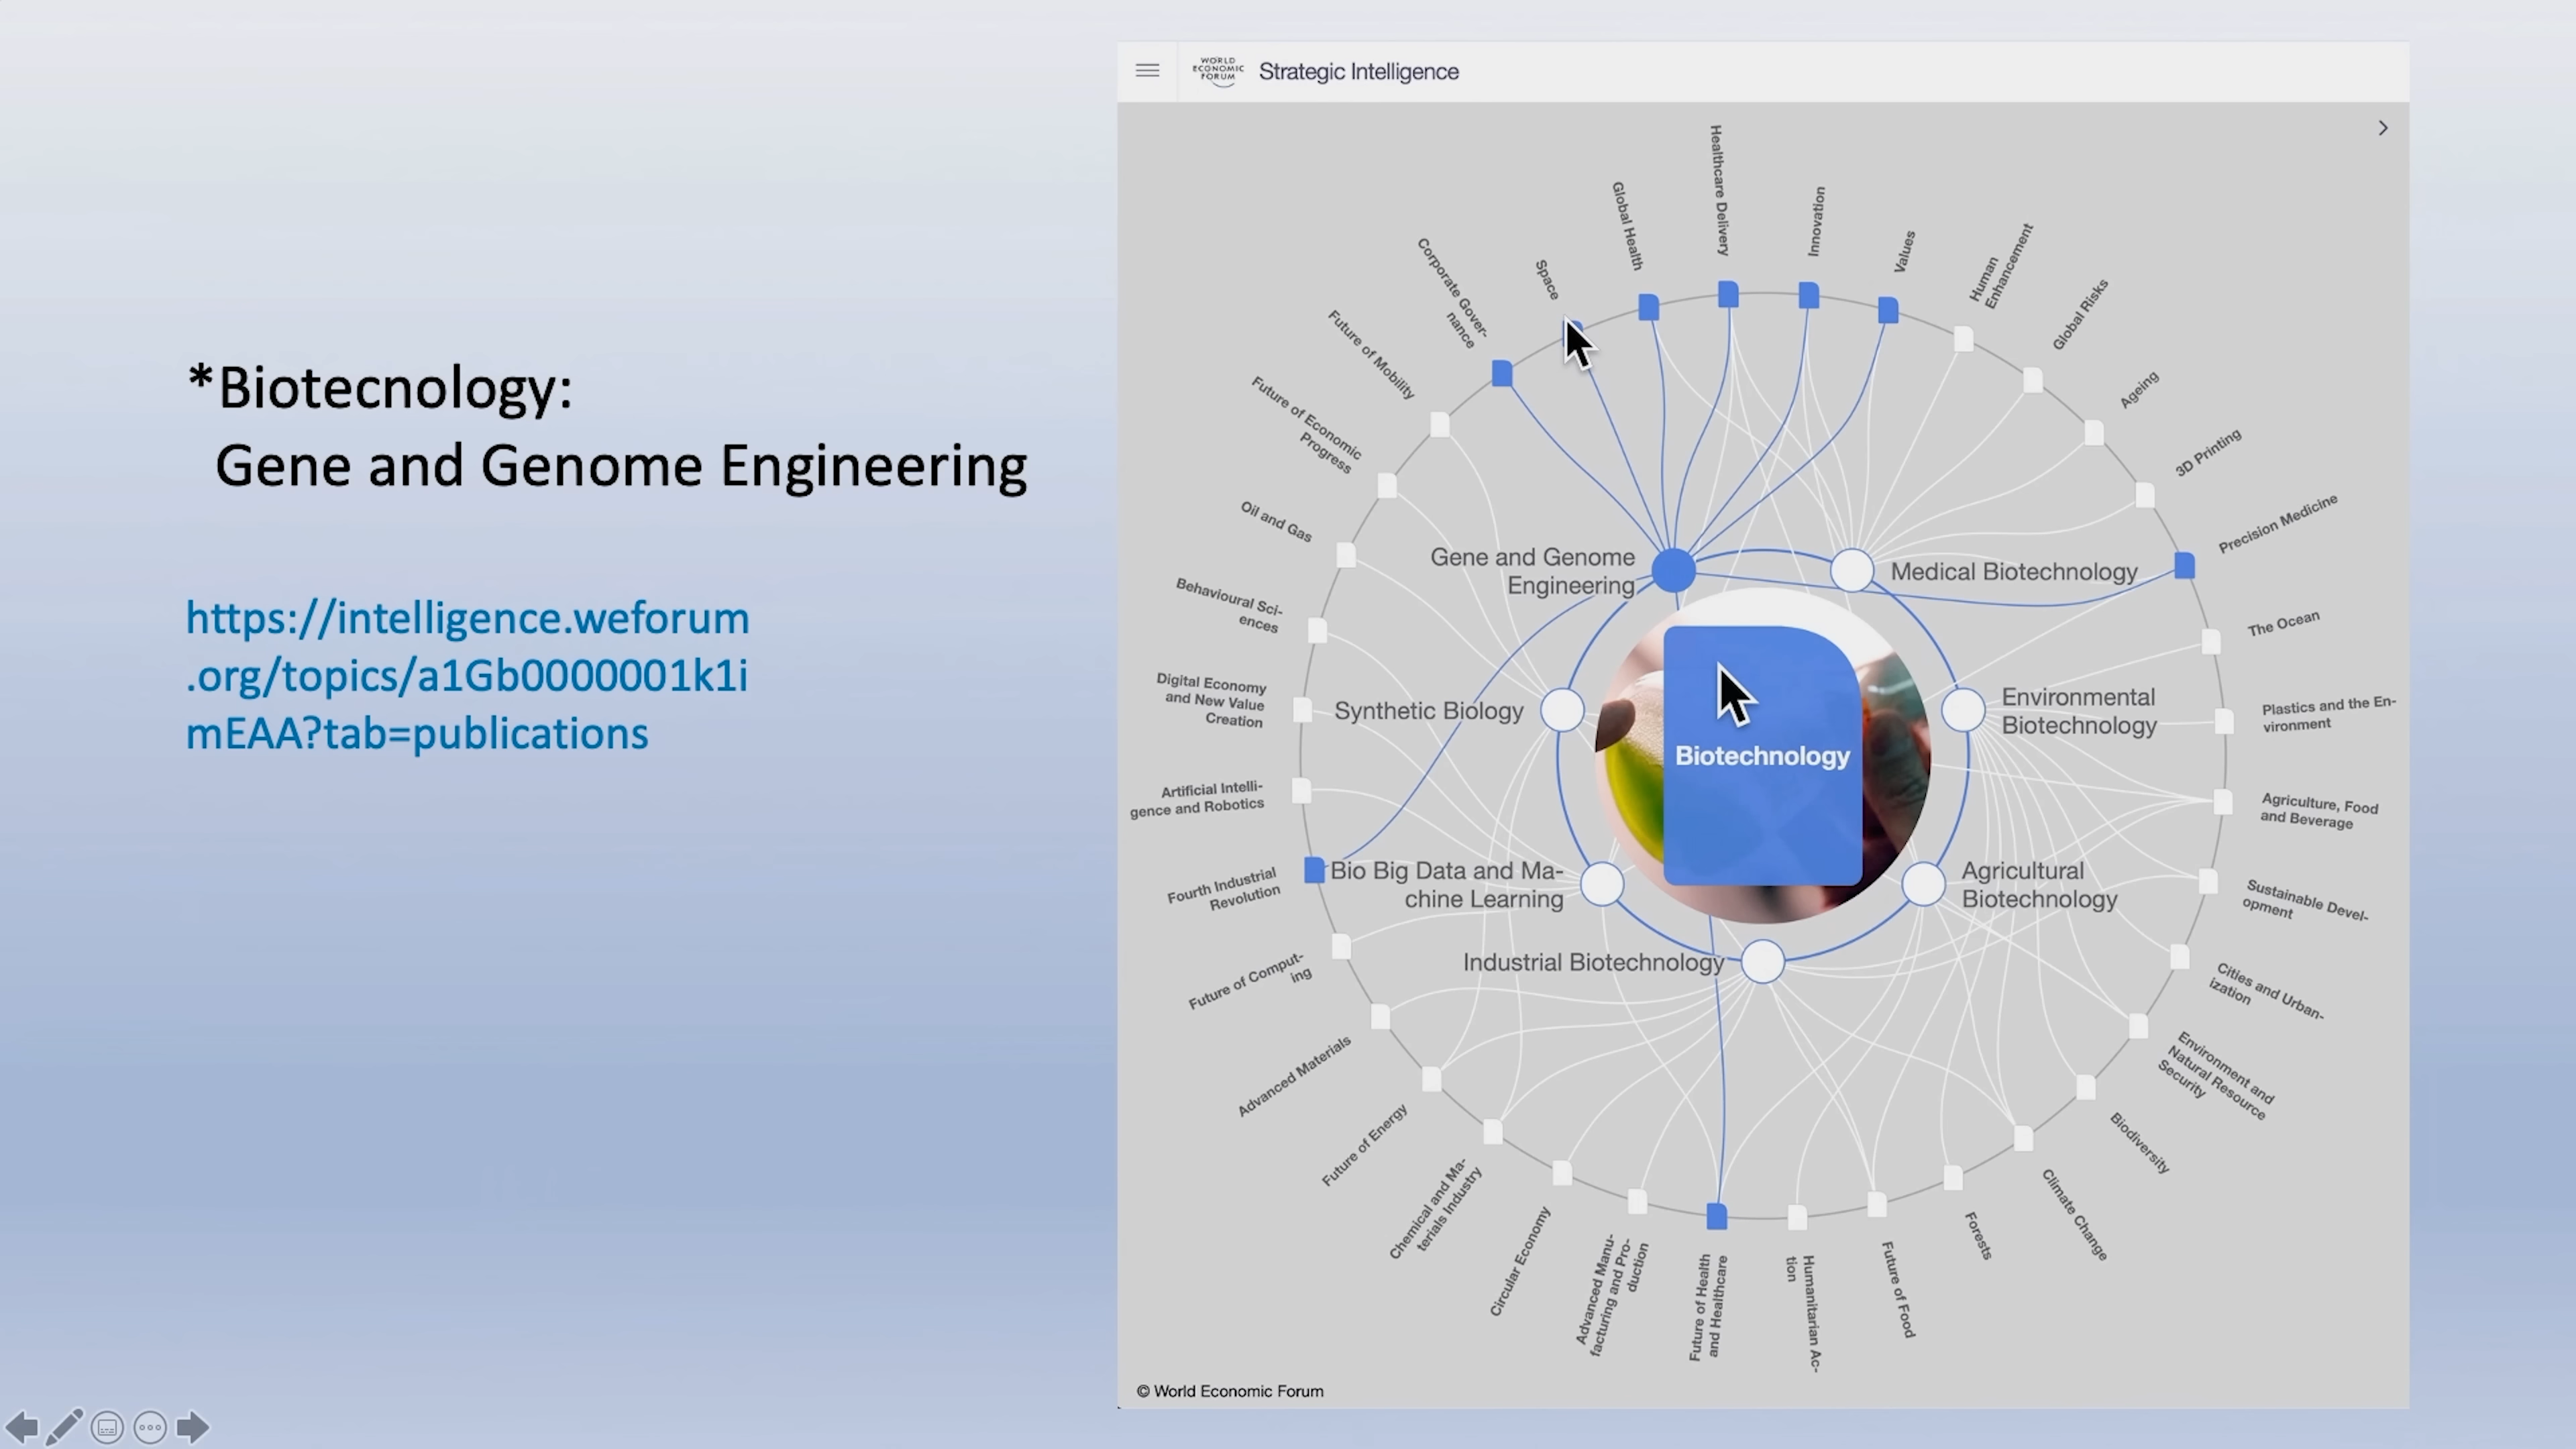 *Biotecnology:
Gene and Genome Engineering
https://intelligence.weforum
.org/topics/a1Gb0000001k1i
mEAA?tab=publications
WORLD
ECONOMIC
FORUM
Strategic Intelligence
Healthcare Delivery
Innovation
Values
Human
Enhancement
Global Risks
Ageing
3D Printing
Precision Medicine
The Ocean
Plastics and the En-
vironment
Agriculture, Food
and Beverage
Sustainable Devel-
opment
Cities and Urban-
ization
Environment and
Natural Resource
Security
Biodiversity
Climate Change
Forests
Future of Food
Humanitarian Ac-
tion
Future of Health
and Healthcare
Advanced Manu-
facturing and Pro-
duction
Circular Economy
Chemical and Ma-
terials Industry
Future of Energy
Advanced Materials
Future of Comput-
ing
Fourth Industrial
Revolution
Artificial Intelli-
gence and Robotics
Digital Economy
and New Value
Creation
Behavioural Sci-
ences
Oil and Gas
Future of Economic
Progress
Future of Mobility
Corporate Gover-
nance
Space
Global Health
Gene and Genome
Engineering
Medical Biotechnology
Synthetic Biology
Environmental
Biotechnology
Biotechnology
Bio Big Data and Ma-
chine Learning
Agricultural
Biotechnology
Industrial Biotechnology
© World Economic Forum